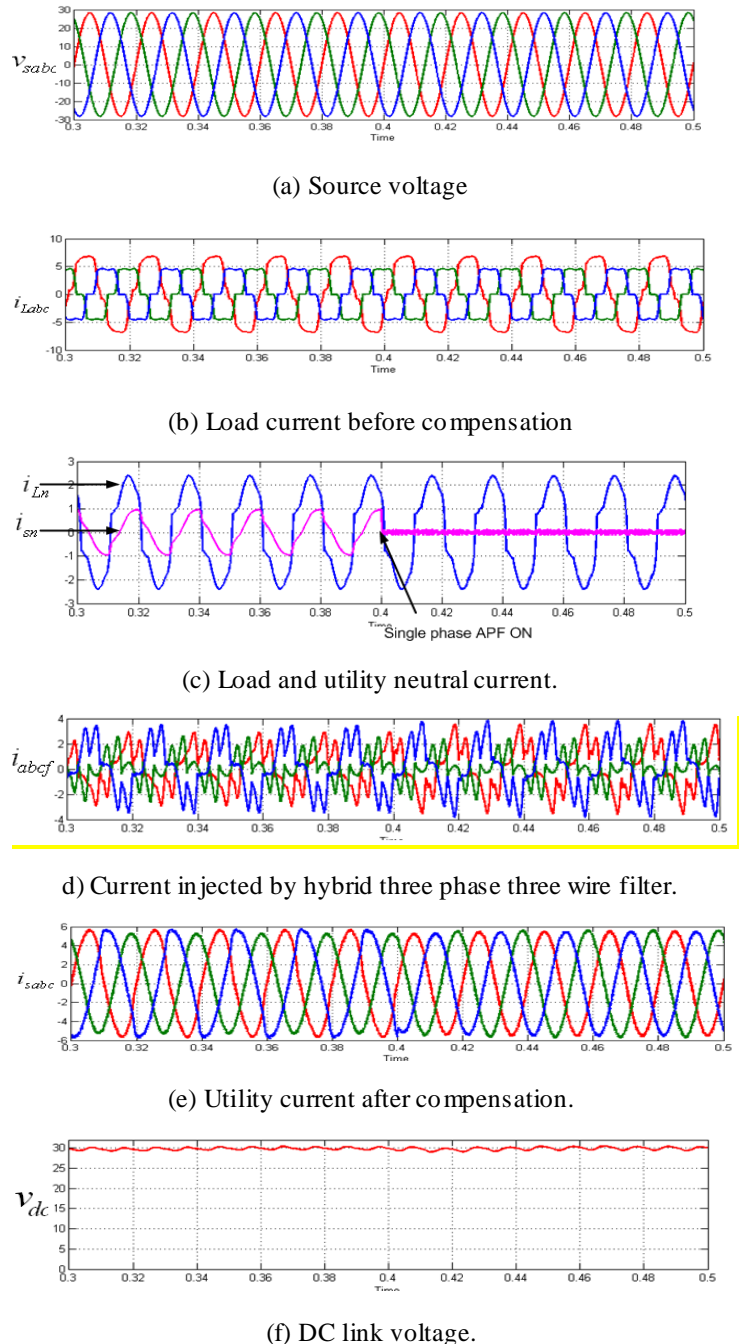 30
20
10
0
-10
-20
-30
v_sabc
0.3 0.32 0.34 0.36 0.38 0.4 0.42 0.44 0.46 0.48 0.5
Time
(a) Source voltage
10
5
0
-5
-10
i_Labc
0.3 0.32 0.34 0.36 0.38 0.4 0.42 0.44 0.46 0.48 0.5
Time
(b) Load current before compensation
3
2
1
0
-1
-2
-3
i_Ln
i_sn
0.3 0.32 0.34 0.36 0.38 0.4 0.42 0.44 0.46 0.48 0.5
Time
Single phase APF ON
(c) Load and utility neutral current.
4
2
0
-2
-4
i_abcf
0.3 0.32 0.34 0.36 0.38 0.4 0.42 0.44 0.46 0.48 0.5
Time
d) Current injected by hybrid three phase three wire filter.
6
4
2
0
-2
-4
-6
i_sabc
0.3 0.32 0.34 0.36 0.38 0.4 0.42 0.44 0.46 0.48 0.5
Time
(e) Utility current after compensation.
30
25
20
15
10
5
0
v_dc
0.3 0.32 0.34 0.36 0.38 0.4 0.42 0.44 0.46 0.48 0.5
Time
(f) DC link voltage.